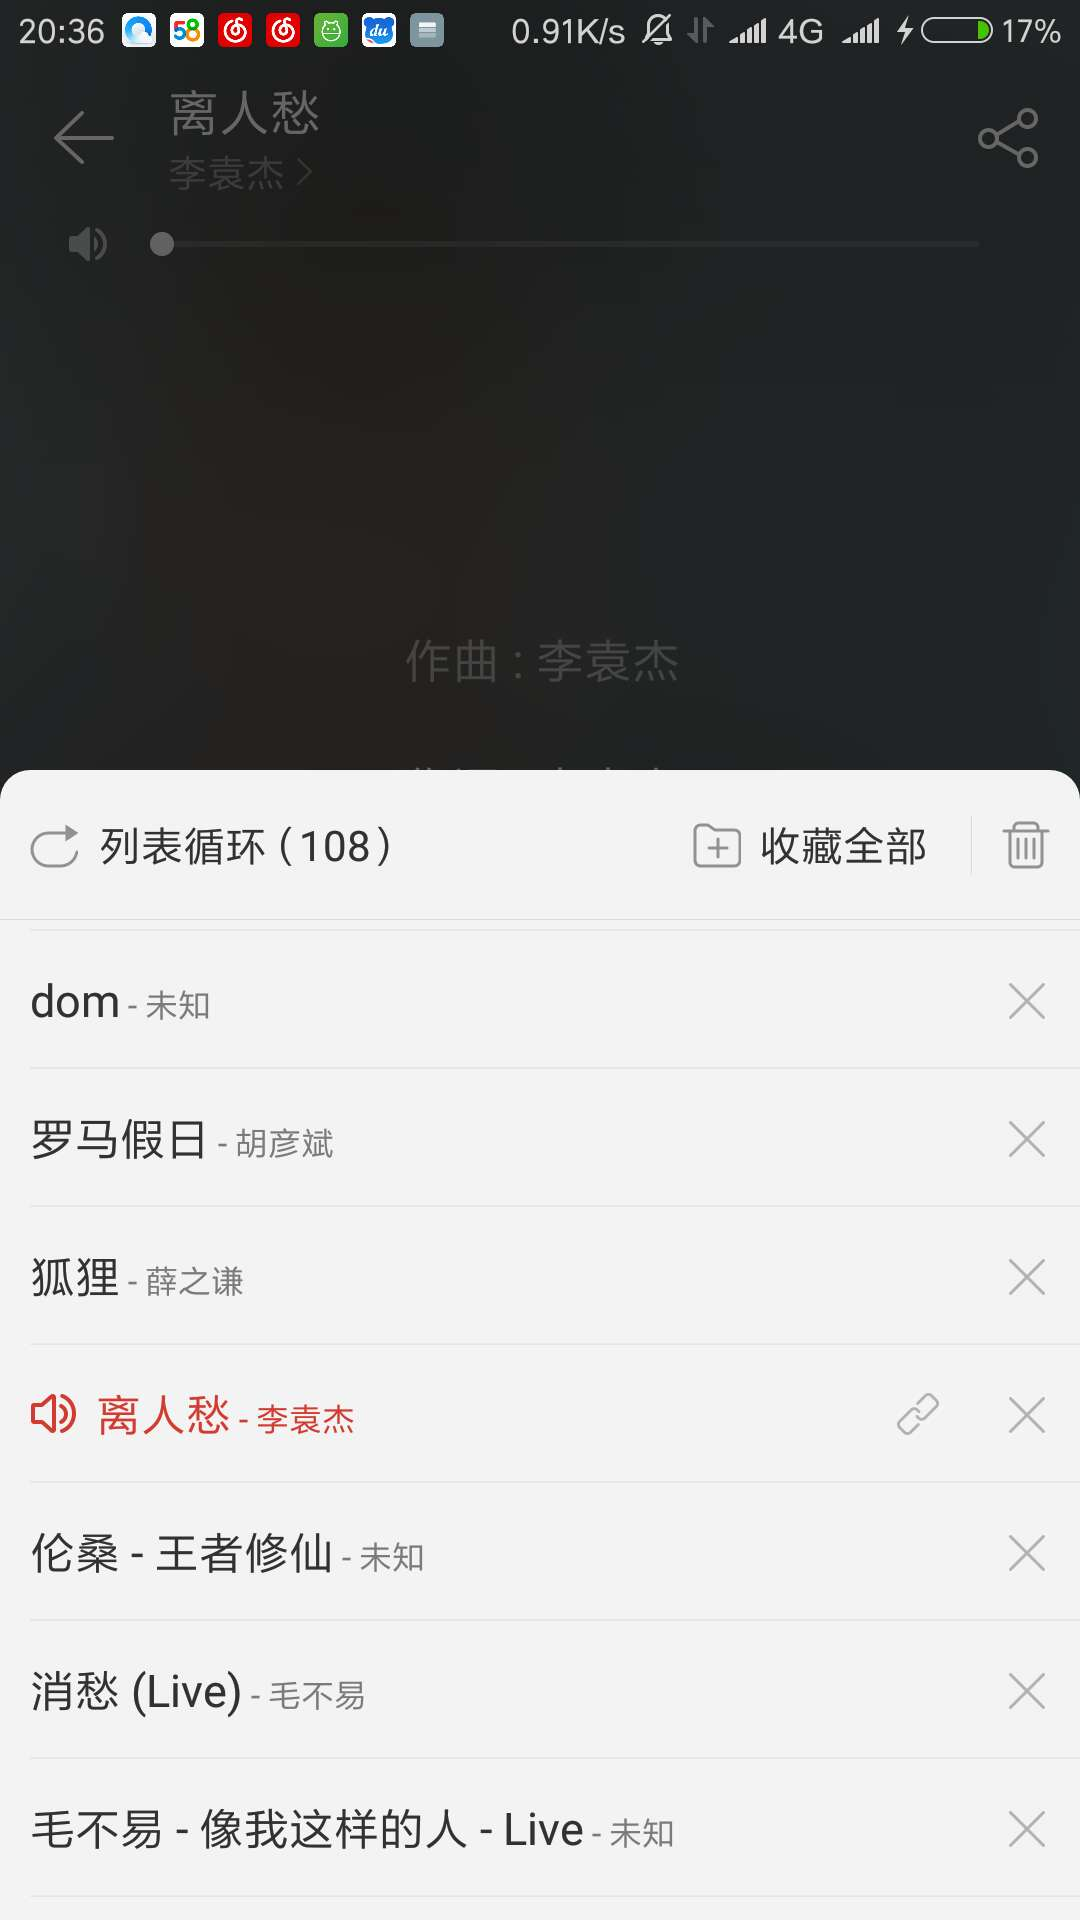 20:36 58 du 0.91K/s 4G 17%
离人愁
李袁杰
作曲 : 李袁杰
列表循环（108） 收藏全部
dom - 未知
罗马假日 - 胡彦斌
狐狸 - 薛之谦
离人愁 - 李袁杰
伦桑 - 王者修仙 - 未知
消愁 (Live) - 毛不易
毛不易 - 像我这样的人 - Live - 未知